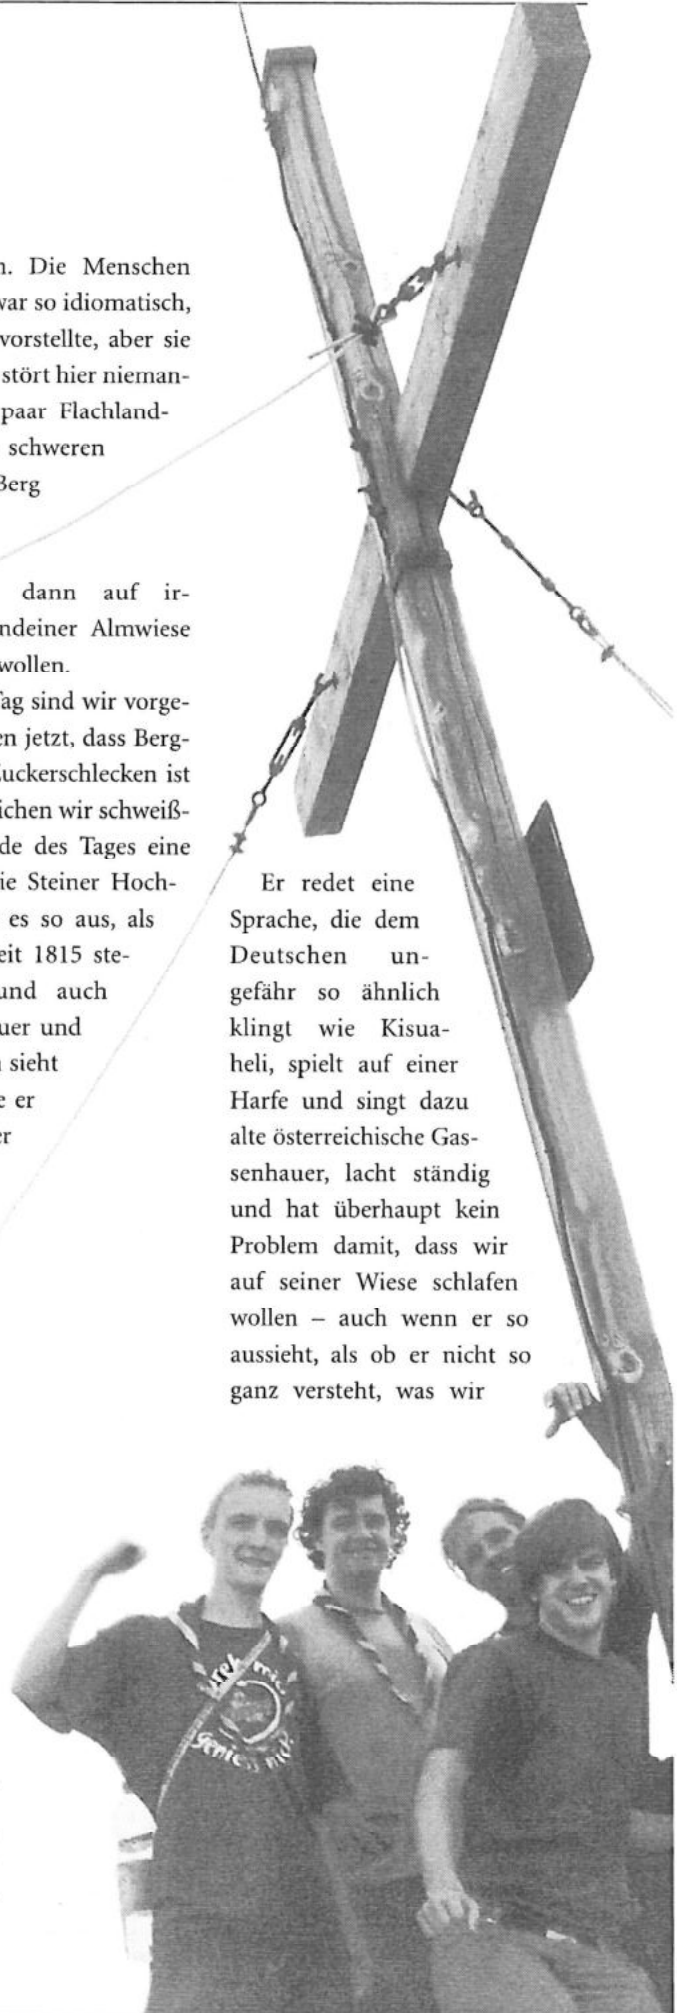 n. Die Menschen
war so idiomatisch,
vorstellte, aber sie
stört hier nieman-
paar Flachland-
schweren
Berg
dann auf ir-
ndeiner Almwiese
wollen.
Tag sind wir vorge-
en jetzt, dass Berg-
Zuckerschlecken ist
ichen wir schweiß-
de des Tages eine
ie Steiner Hoch-
es so aus, als
eit 1815 ste-
und auch
uer und
sieht
e er
er
Er redet eine
Sprache, die dem
Deutschen un-
gefähr so ähnlich
klingt wie Kisua-
heli, spielt auf einer
Harfe und singt dazu
alte österreichische Gas-
senhauer, lacht ständig
und hat überhaupt kein
Problem damit, dass wir
auf seiner Wiese schlafen
wollen – auch wenn er so
aussieht, als ob er nicht so
ganz versteht, was wir
mic
Genieß mich